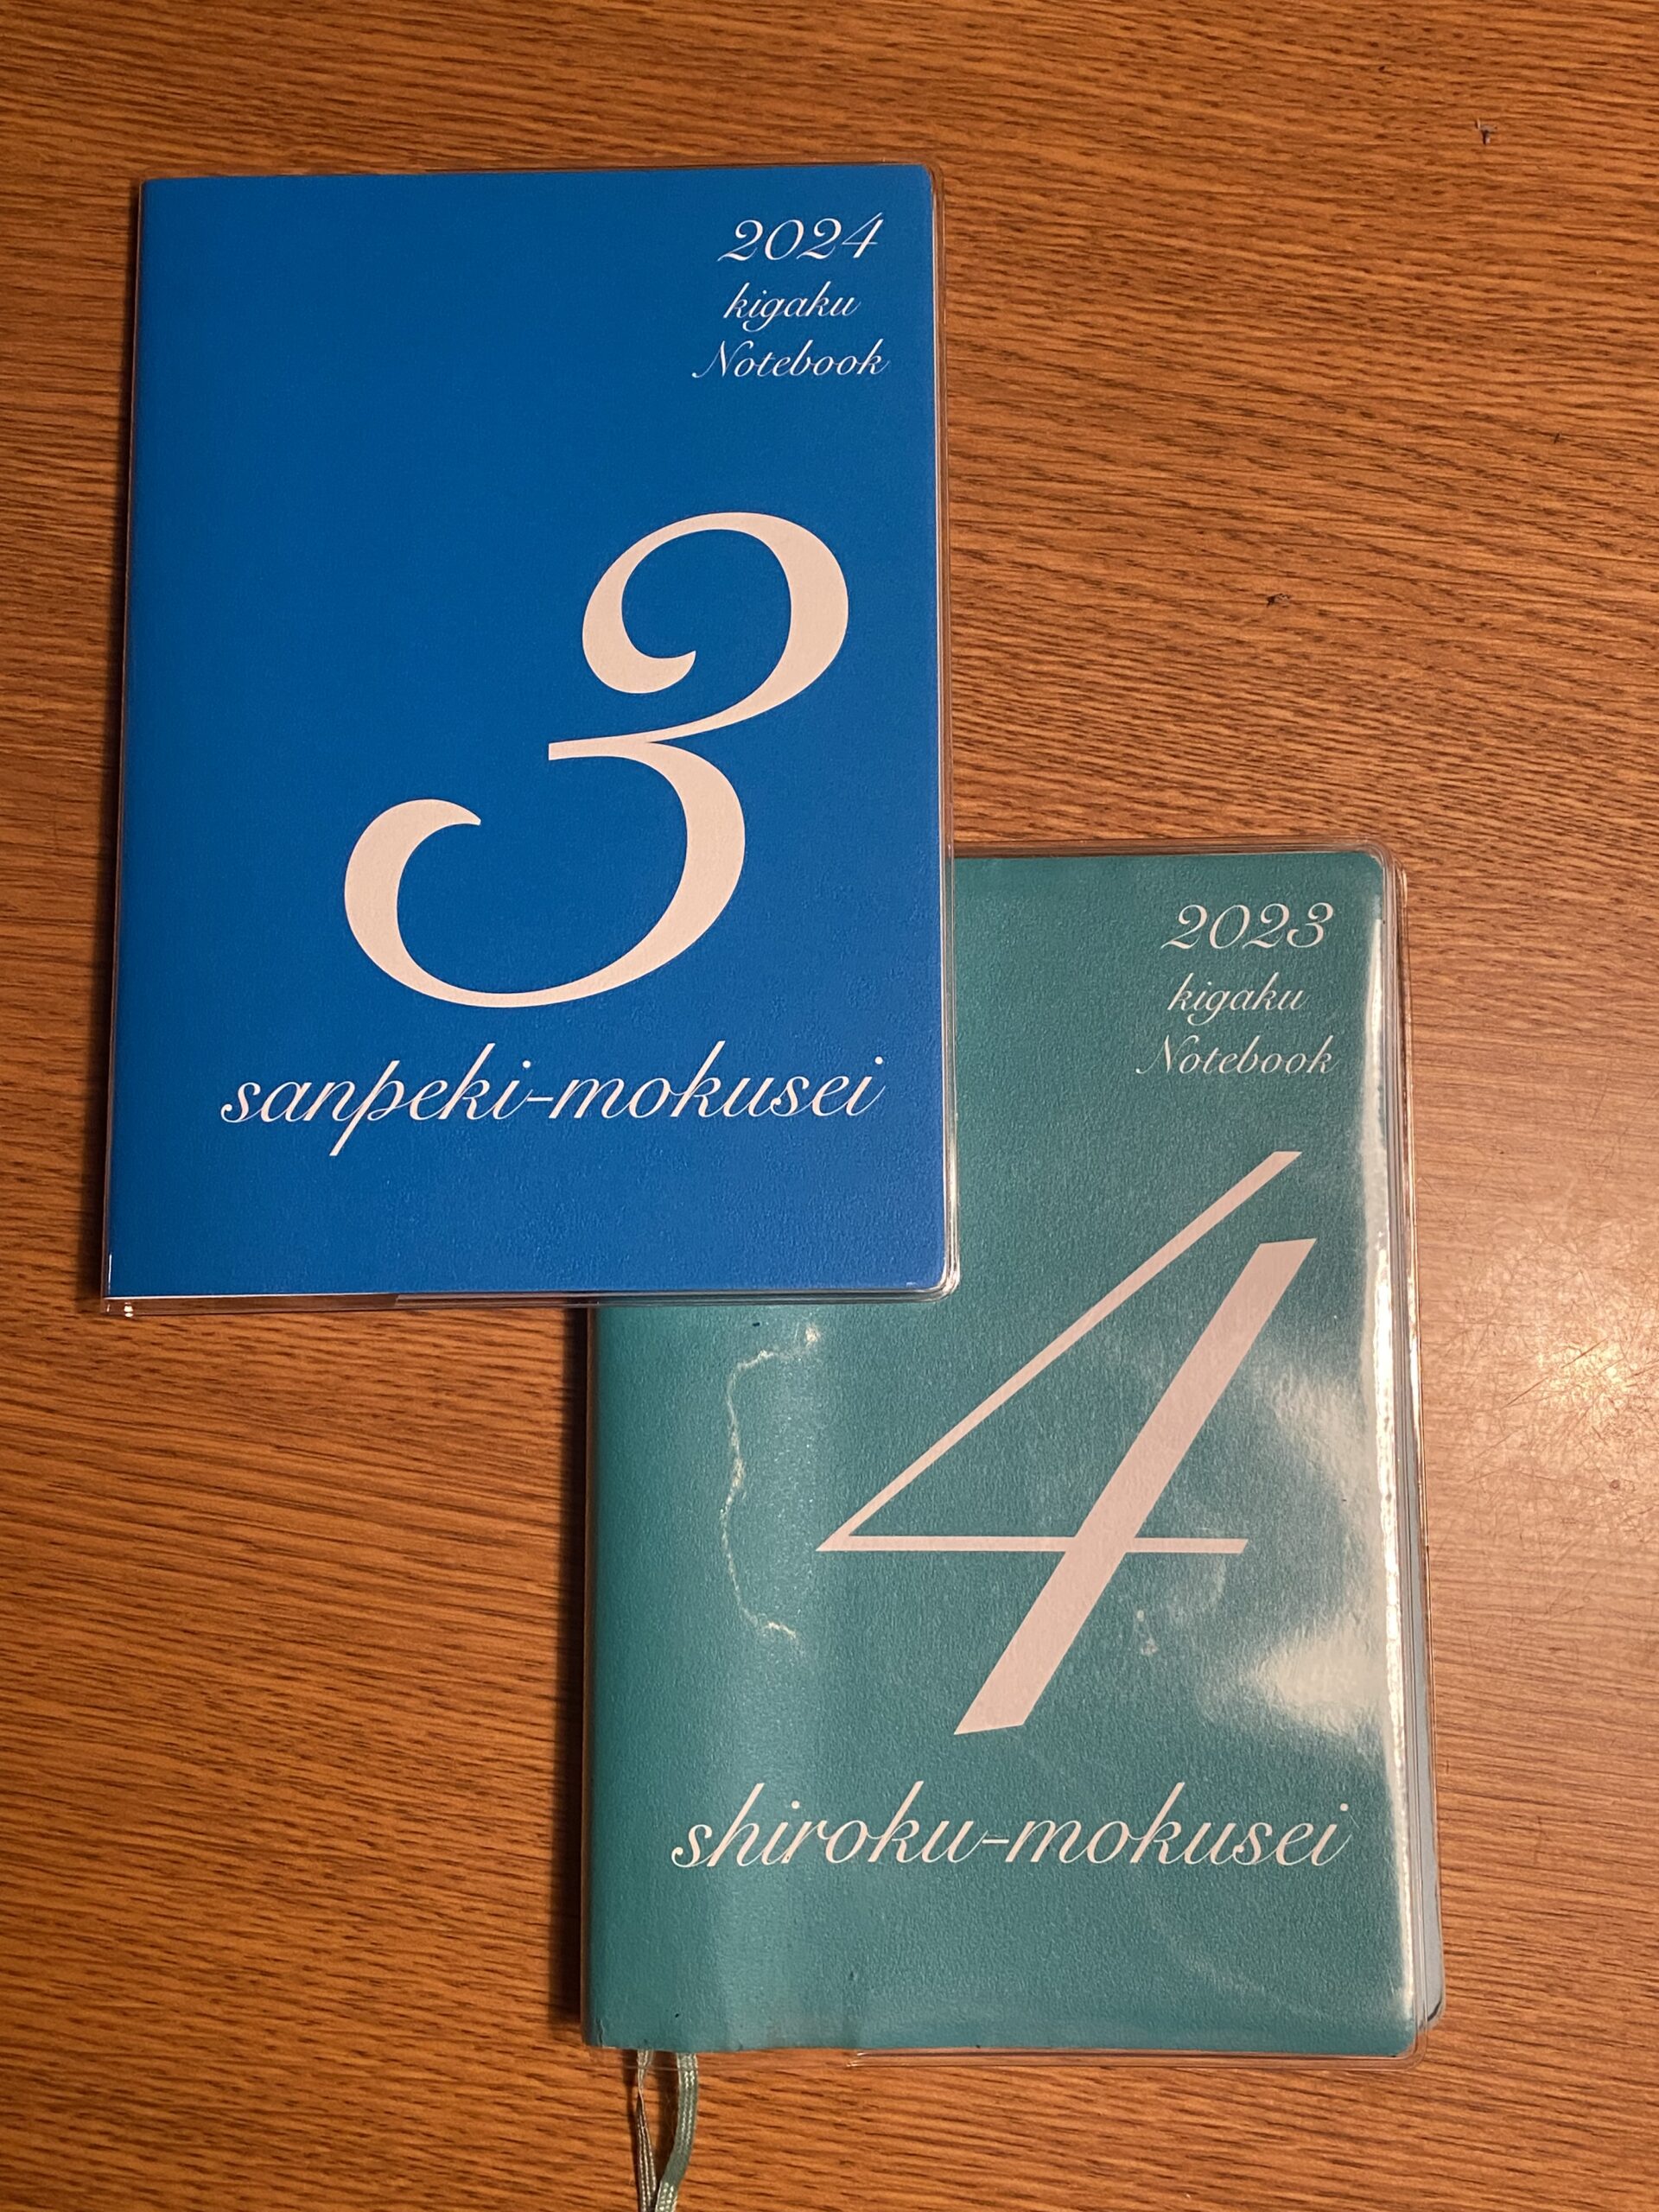 2024
kigaku
Notebook
3
sanpeki-mokusei
2023
kigaku
Notebook
4
shiroku-mokusei